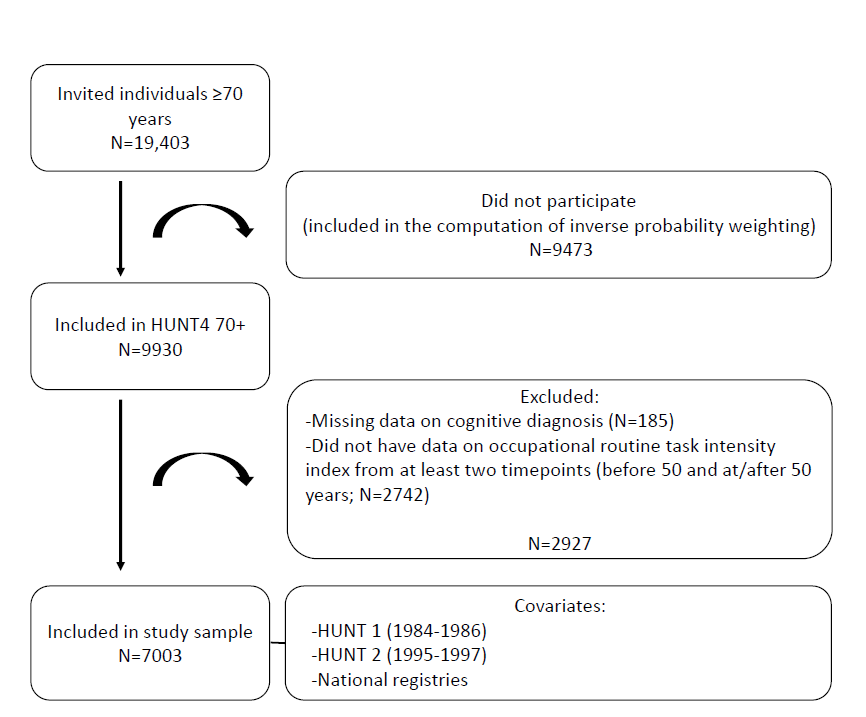 Invited individuals ≥70
years
N=19,403
Did not participate
(included in the computation of inverse probability weighting)
N=9473
Included in HUNT4 70+
N=9930
Excluded:
-Missing data on cognitive diagnosis (N=185)
-Did not have data on occupational routine task intensity
index from at least two timepoints (before 50 and at/after 50
years; N=2742)
N=2927
Included in study sample
N=7003
Covariates:
-HUNT 1 (1984-1986)
-HUNT 2 (1995-1997)
-National registries